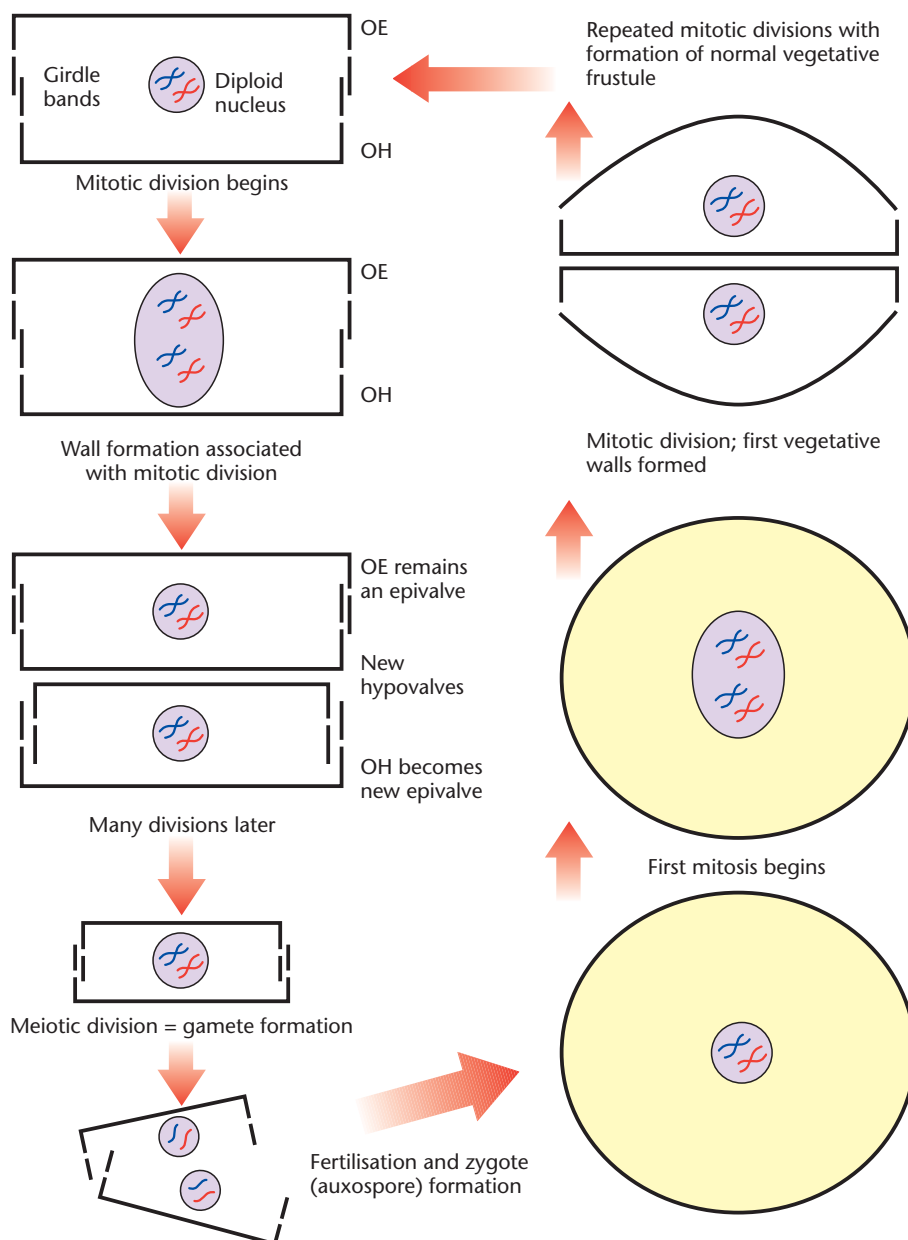 OE
Girdle
bands
Diploid
nucleus
OH
Mitotic division begins
OE
OH
Wall formation associated
with mitotic division
OE remains
an epivalve
New
hypovalves
OH becomes
new epivalve
Many divisions later
Meiotic division = gamete formation
Fertilisation and zygote
(auxospore) formation
First mitosis begins
Mitotic division; first vegetative
walls formed
Repeated mitotic divisions with
formation of normal vegetative
frustule